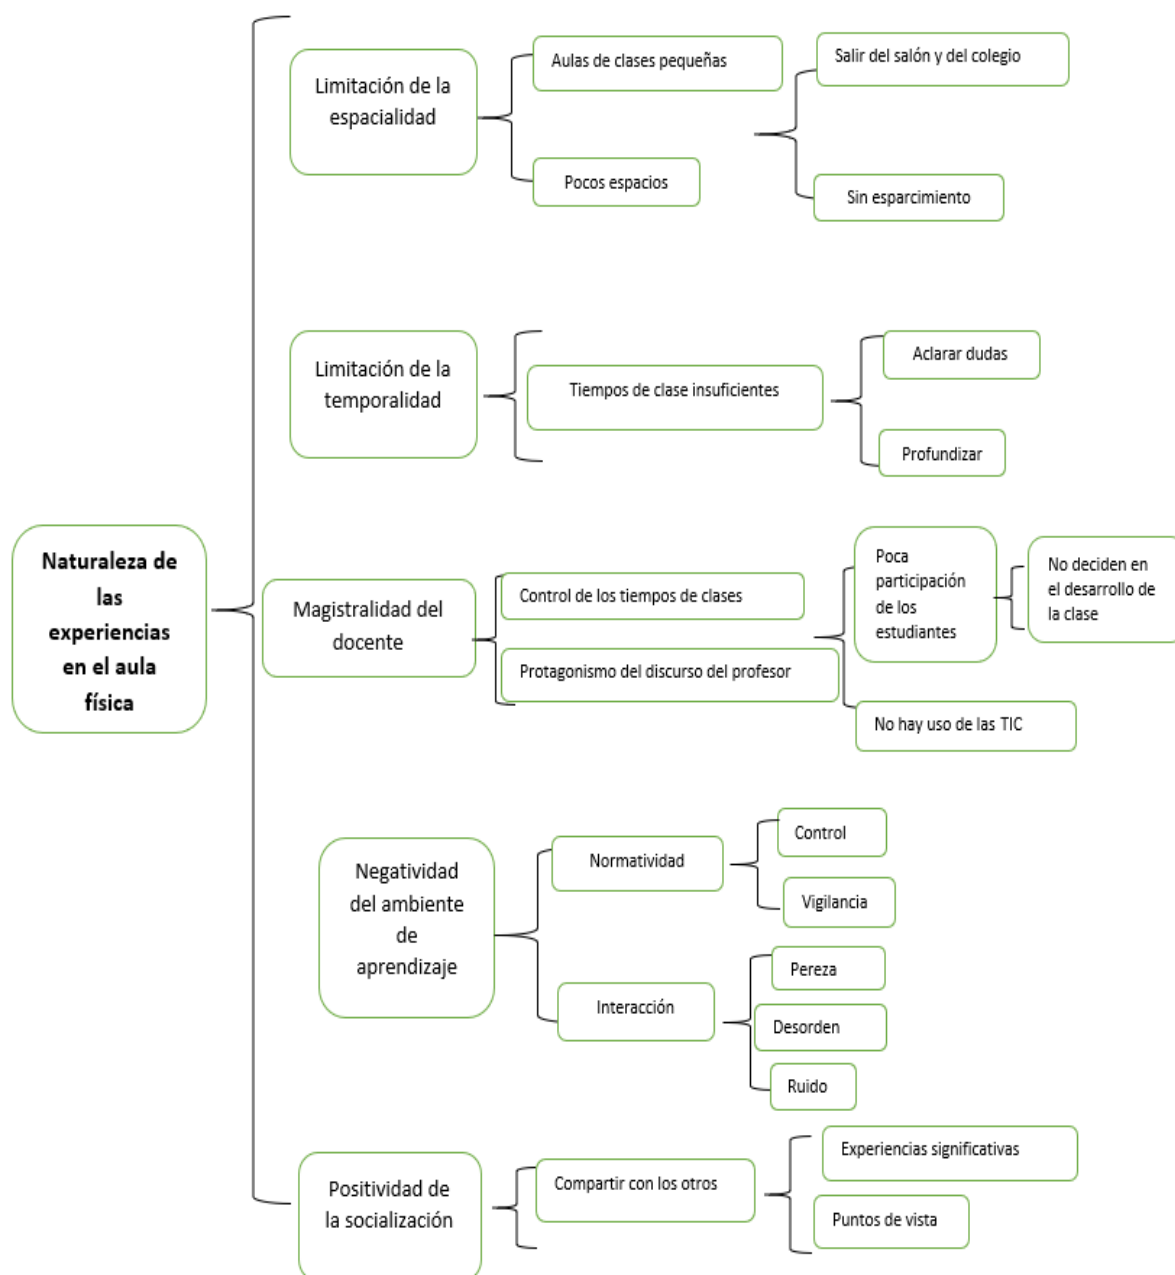 Naturaleza de
las
experiencias
en el aula
física
Limitación de la
espacialidad
Aulas de clases pequeñas
Pocos espacios
Salir del salón y del colegio
Sin esparcimiento
Limitación de la
temporalidad
Tiempos de clase insuficientes
Aclarar dudas
Profundizar
Magistralidad del
docente
Control de los tiempos de clases
Protagonismo del discurso del profesor
Poca
participación
de los
estudiantes
No deciden en
el desarrollo de
la clase
No hay uso de las TIC
Negatividad
del ambiente
de
aprendizaje
Normatividad
Control
Vigilancia
Interacción
Pereza
Desorden
Ruido
Positividad de
la socialización
Compartir con los otros
Experiencias significativas
Puntos de vista